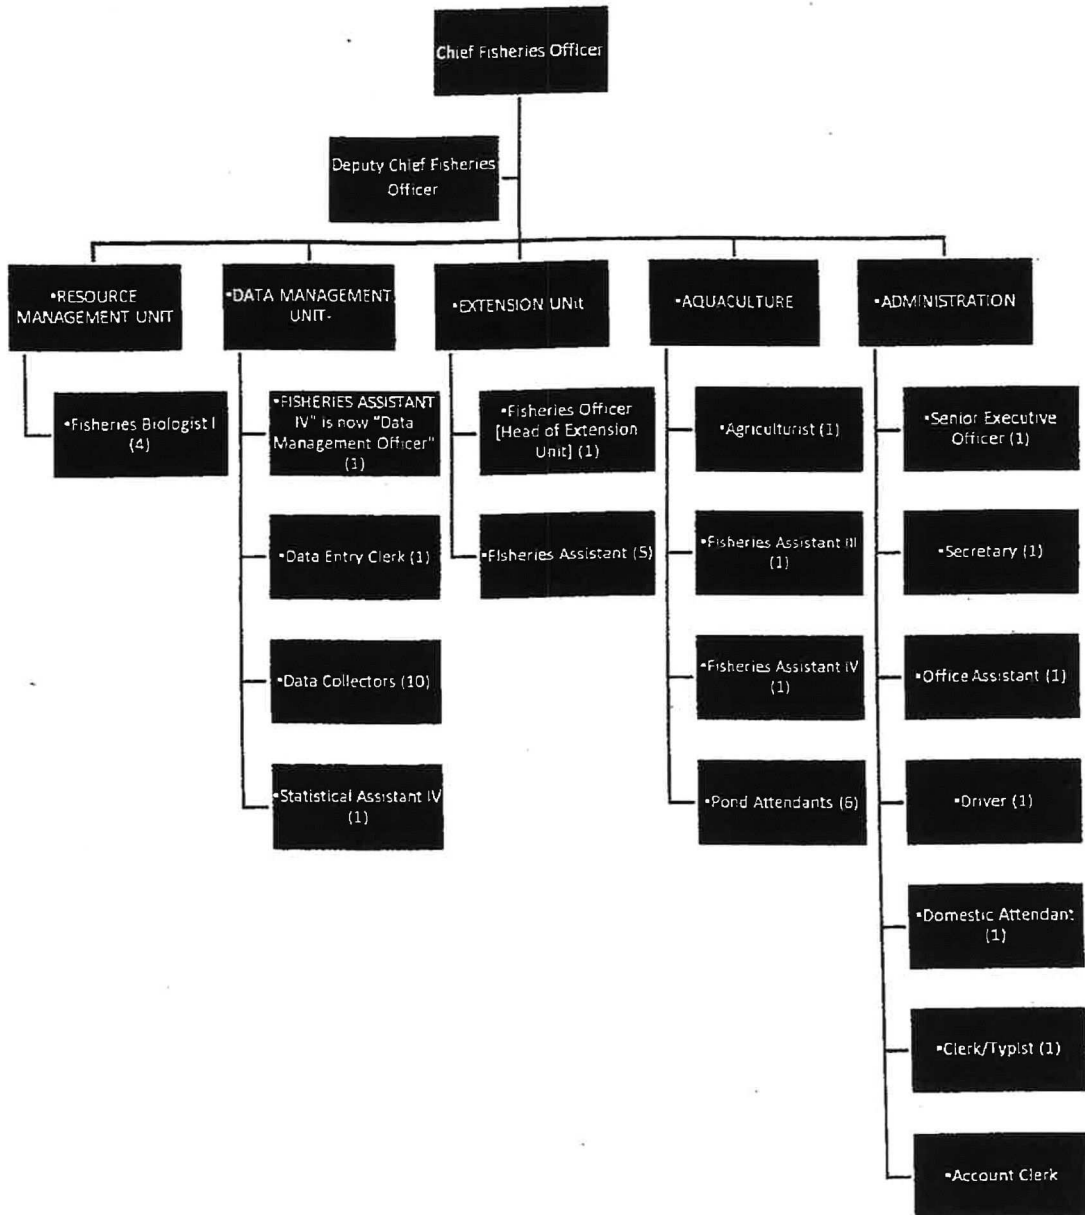 Chief Fisheries Officer
Deputy Chief Fisheries
Officer
•RESOURCE
MANAGEMENT UNIT
•DATA MANAGEMENT
UNIT-
•EXTENSION UNit
•AQUACULTURE
•ADMINISTRATION
•Fisheries Biologist I
(4)
•FISHERIES ASSISTANT
IV" is now "Data
Management Officer"
(1)
•Fisheries Officer
[Head of Extension
Unit] (1)
•Agriculturist (1)
•Senior Executive
Officer (1)
•Data Entry Clerk (1)
•Fisheries Assistant (5)
•Fisheries Assistant III
(1)
•Secretary (1)
•Data Collectors (10)
•Fisheries Assistant IV
(1)
•Office Assistant (1)
•Statistical Assistant IV
(1)
•Pond Attendants (6)
•Driver (1)
•Domestic Attendant
(1)
•Clerk/Typist (1)
•Account Clerk